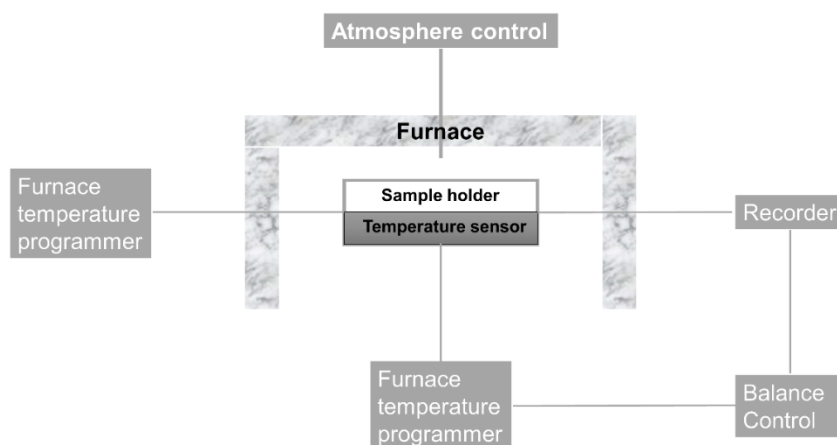 Atmosphere control
Furnace
Furnace
temperature
programmer
Sample holder
Temperature sensor
Recorder
Furnace
temperature
programmer
Balance
Control